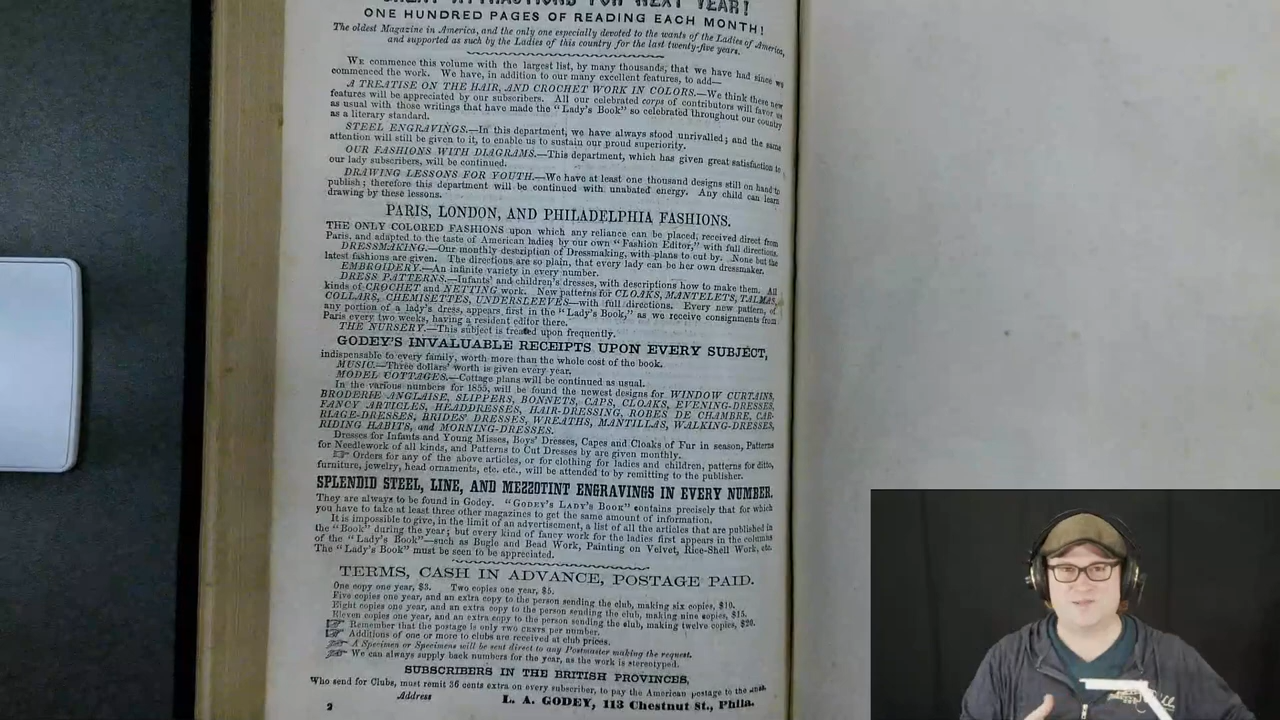 GREAT ATTRACTIONS FOR NEXT YEAR!
ONE HUNDRED PAGES OF READING EACH MONTH!
The oldest Magazine in America, and the only one especially devoted to the wants of the Ladies of America,
and supported as such by the Ladies of this country for the last twenty-five years.
WE commence this volume with the largest list, by many thousands, that we have had since we
commenced the work. We have, in addition to our many excellent features, to add—
A TREATISE ON THE HAIR, AND CROCHET WORK IN COLORS.—We think these new
features will be appreciated by our subscribers. All our celebrated corps of contributors will favor us
as usual with those writings that have made the "Lady's Book" so celebrated throughout our country
as a literary standard.
STEEL ENGRAVINGS.—In this department, we have always stood unrivalled; and the same
attention will still be given to it, to enable us to sustain our proud superiority.
OUR FASHIONS WITH DIAGRAMS.—This department, which has given great satisfaction to
our lady subscribers, will be continued.
DRAWING LESSONS FOR YOUTH.—We have at least one thousand designs still on hand to
publish; therefore this department will be continued with unabated energy. Any child can learn
drawing by these lessons.
PARIS, LONDON, AND PHILADELPHIA FASHIONS.
THE ONLY COLORED FASHIONS upon which any reliance can be placed, received direct from
Paris, and adapted to the taste of American ladies by our own "Fashion Editor," with full directions.
DRESSMAKING.—Our monthly description of Dressmaking, with plans to cut by. None but the
latest fashions are given. The directions are so plain, that every lady can be her own dressmaker.
EMBROIDERY.—An infinite variety in every number.
DRESS PATTERNS.—Infants' and children's dresses, with descriptions how to make them. All
kinds of CROCHET and NETTING work. New patterns for CLOAKS, MANTELETS, TALMAS,
COLLARS, CHEMISETTES, UNDERSLEEVES—with full directions. Every new pattern, of
any portion of a lady's dress, appears first in the "Lady's Book," as we receive consignments from
Paris every two weeks, having a resident editor there.
THE NURSERY.—This subject is treated upon frequently.
GODEY'S INVALUABLE RECEIPTS UPON EVERY SUBJECT,
indispensable to every family, worth more than the whole cost of the book.
MUSIC.—Three dollars' worth is given every year.
MODEL COTTAGES.—Cottage plans will be continued as usual.
In the various numbers for 1855, will be found the newest designs for WINDOW CURTAINS,
BRODERIE ANGLAISE, SLIPPERS, BONNETS, CAPS, CLOAKS, EVENING-DRESSES,
FANCY ARTICLES, HEADDRESSES, HAIR-DRESSING, ROBES DE CHAMBRE, CAR-
RIAGE-DRESSES, BRIDES' DRESSES, WREATHS, MANTILLAS, WALKING-DRESSES,
RIDING HABITS, and MORNING-DRESSES.
Dresses for Infants and Young Misses, Boys' Dresses, Capes and Cloaks of Fur in season, Patterns
for Needlework of all kinds, and Patterns to Cut Dresses by are given monthly.
☞ Orders for any of the above articles, or for clothing for ladies and children, patterns for ditto,
furniture, jewelry, head ornaments, etc. etc., will be attended to by remitting to the publisher.
SPLENDID STEEL, LINE, AND MEZZOTINT ENGRAVINGS IN EVERY NUMBER.
They are always to be found in Godey. "GODEY'S LADY'S BOOK" contains precisely that for which
you have to take at least three other magazines to get the same amount of information.
It is impossible to give, in the limit of an advertisement, a list of all the articles that are published in
the "Book" during the year; but every kind of fancy work for the ladies first appears in the columns
of the "Lady's Book"—such as Bugle and Bead Work, Painting on Velvet, Rice-Shell Work, etc.
The "Lady's Book" must be seen to be appreciated.
TERMS, CASH IN ADVANCE, POSTAGE PAID.
One copy one year, $3. Two copies one year, $5.
Five copies one year, and an extra copy to the person sending the club, making six copies, $10.
Eight copies one year, and an extra copy to the person sending the club, making nine copies, $15.
Eleven copies one year, and an extra copy to the person sending the club, making twelve copies, $20.
☞ Remember that the postage is only two CENTS per number.
☞ Additions of one or more to clubs are received at club prices.
☞ A Specimen or Specimens will be sent direct to any Postmaster making the request.
☞ We can always supply back numbers for the year, as the work is stereotyped.
SUBSCRIBERS IN THE BRITISH PROVINCES,
Who send for Clubs, must remit 36 cents extra on every subscriber, to pay the American postage to the
Address
L. A. GODEY, 113 Chestnut St., Phila.
2